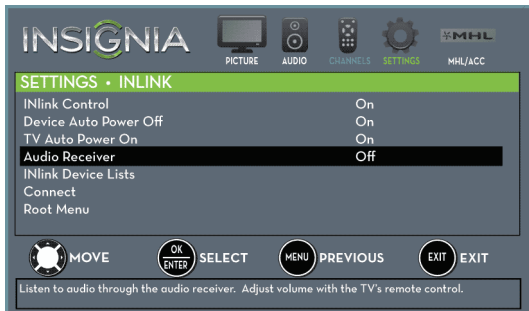 INSIGNIA
PICTURE AUDIO CHANNELS SETTINGS MHL MHL/ACC
SETTINGS • INLINK
INlink Control On
Device Auto Power Off On
TV Auto Power On On
Audio Receiver Off
INlink Device Lists
Connect
Root Menu
MOVE OK ENTER SELECT MENU PREVIOUS EXIT EXIT
Listen to audio through the audio receiver. Adjust volume with the TV's remote control.